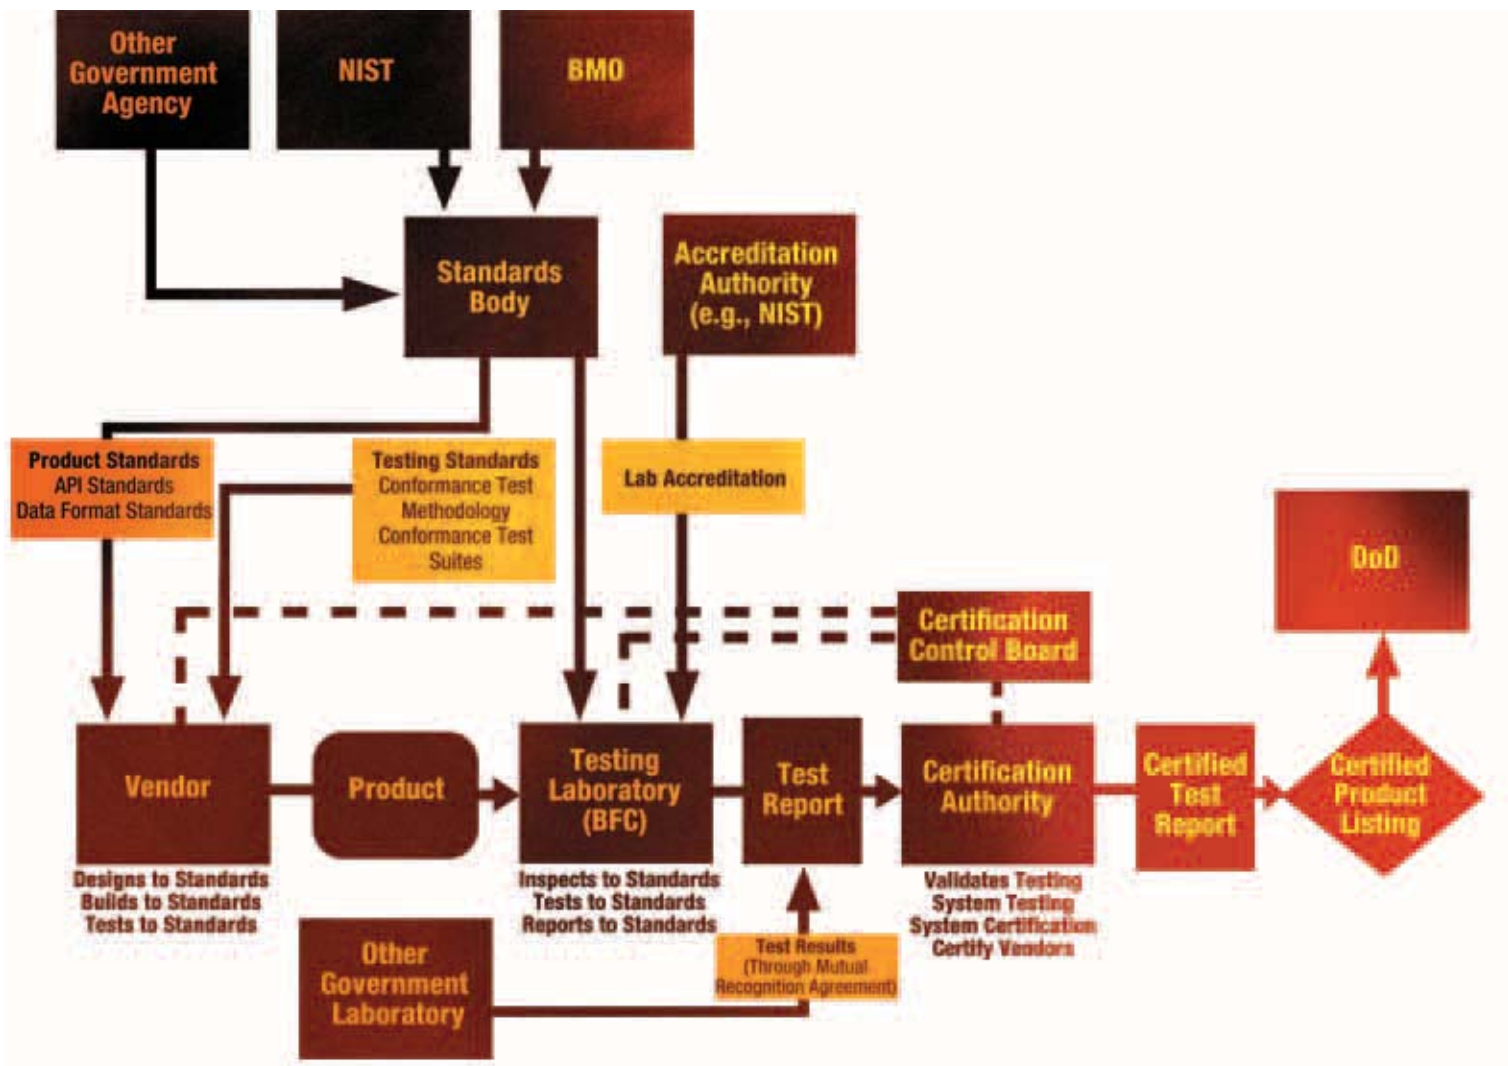 Other
Government
Agency
NIST
BMO
Standards
Body
Accreditation
Authority
(e.g., NIST)
Product Standards
API Standards
Data Format Standards
Testing Standards
Conformance Test
Methodology
Conformance Test
Suites
Lab Accreditation
DoD
Certification
Control Board
Vendor
Product
Testing
Laboratory
(BFC)
Test
Report
Certification
Authority
Certified
Test
Report
Certified
Product
Listing
Designs to Standards
Builds to Standards
Tests to Standards
Inspects to Standards
Tests to Standards
Reports to Standards
Validates Testing
System Testing
System Certification
Certify Vendors
Other
Government
Laboratory
Test Results
(Through Mutual
Recognition Agreement)